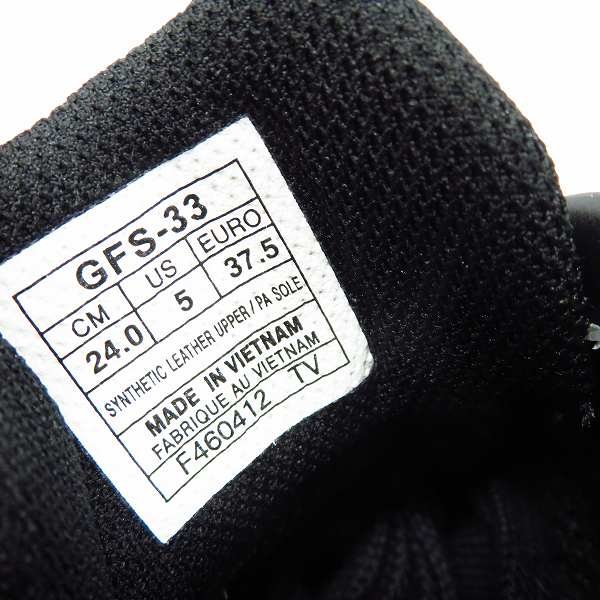 GFS-33
CM US EURO
24.0 5 37.5
SYNTHETIC LEATHER UPPER/PA SOLE
MADE IN VIETNAM
FABRIQUE AU VIETNAM
F460412 TV